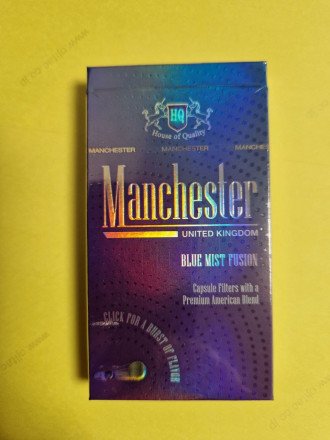 HQ
House of Quality
MANCHESTER MANCHESTER MANCHESTER
Manchester
UNITED KINGDOM
BLUE MIST FUSION
Capsule Filters with a
Premium American Blend
CLICK FOR A BURST OF FLAVOR